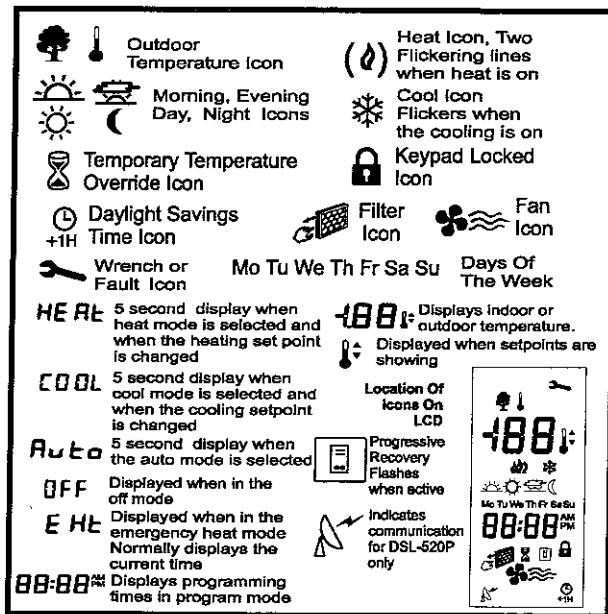 Outdoor
Temperature Icon
Heat Icon, Two
Flickering lines
when heat is on
Morning, Evening
Day, Night Icons
Cool Icon
Flickers when
the cooling is on
Temporary Temperature
Override Icon
Keypad Locked
Icon
+1H
Daylight Savings
Time Icon
Filter
Icon
Fan
Icon
Wrench or
Fault Icon
Mo Tu We Th Fr Sa Su
Days Of
The Week
HEAt
5 second display when
heat mode is selected and
when the heating set point
is changed
-188
Displays indoor or
outdoor temperature.
Displayed when setpoints are
showing
COOL
5 second display when
cool mode is selected and
when the cooling setpoint
is changed
Location Of
icons On
LCD
Auto
5 second display when
the auto mode is selected
Progressive
Recovery
Flashes
when active
OFF
Displayed when in the
off mode
E Ht
Displayed when in the
emergency heat mode
Normally displays the
current time
Indicates
communication
for DSL-520P
only
88:88 AM PM
Displays programming
times in program mode
-188
Mo Tu We Th Fr Sa Su
88:88 AM PM
+1H